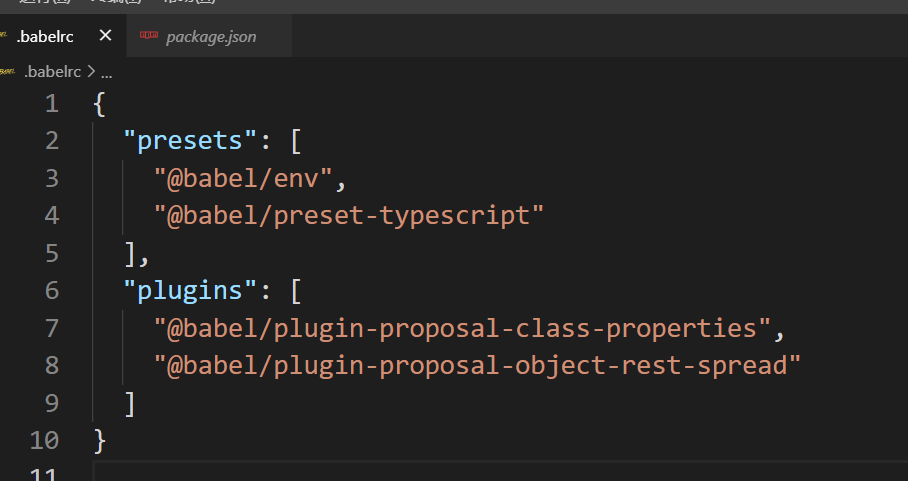 .babelrc × package.json
.babelrc > ...
1 {
2 "presets": [
3 "@babel/env",
4 "@babel/preset-typescript"
5 ],
6 "plugins": [
7 "@babel/plugin-proposal-class-properties",
8 "@babel/plugin-proposal-object-rest-spread"
9 ]
10 }
11